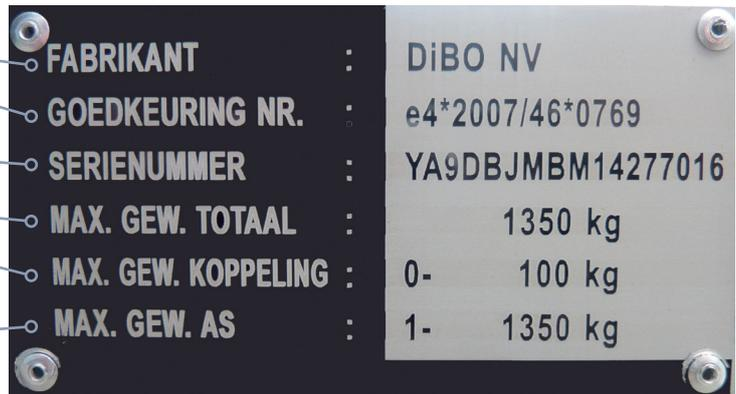 FABRIKANT : DiBO NV
GOEDKEURING NR. : e4*2007/46*0769
SERIENUMMER : YA9DBJMBM14277016
MAX. GEW. TOTAAL : 1350 kg
MAX. GEW. KOPPELING : 0- 100 kg
MAX. GEW. AS : 1- 1350 kg